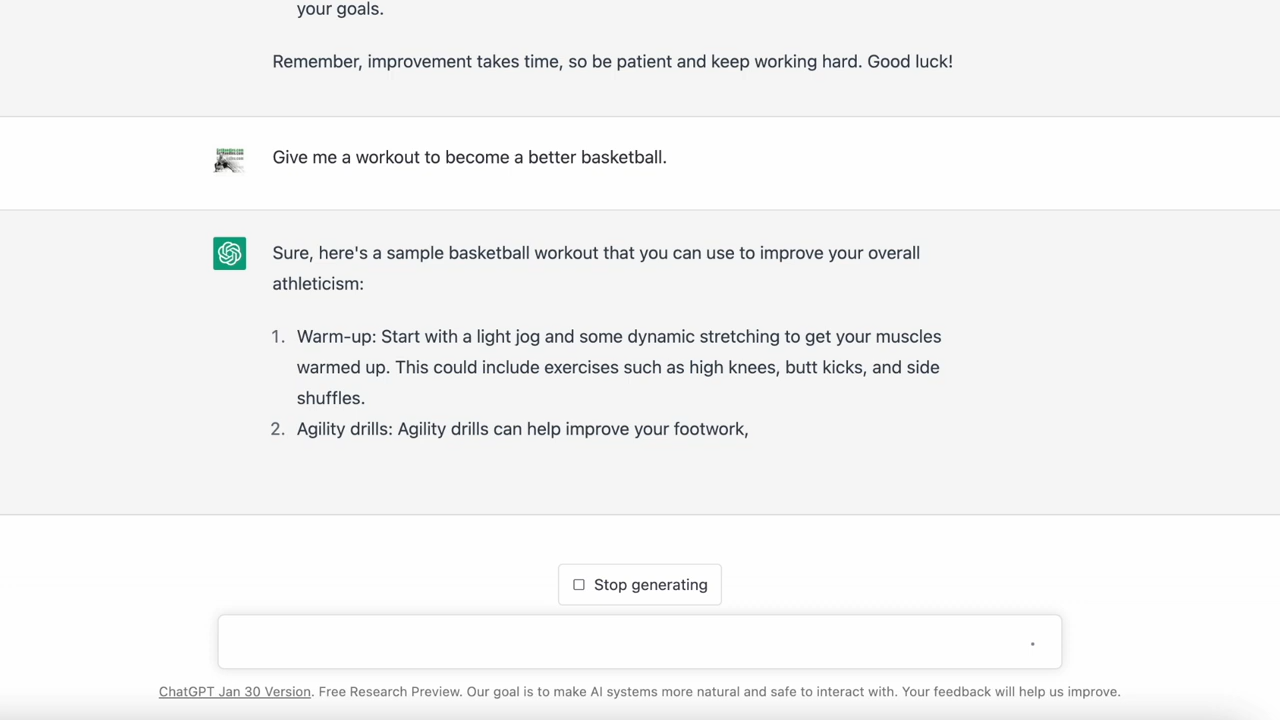 your goals.
Remember, improvement takes time, so be patient and keep working hard. Good luck!
Give me a workout to become a better basketball.
Sure, here's a sample basketball workout that you can use to improve your overall
athleticism:
1. Warm-up: Start with a light jog and some dynamic stretching to get your muscles
warmed up. This could include exercises such as high knees, butt kicks, and side
shuffles.
2. Agility drills: Agility drills can help improve your footwork,
Stop generating
ChatGPT Jan 30 Version. Free Research Preview. Our goal is to make AI systems more natural and safe to interact with. Your feedback will help us improve.